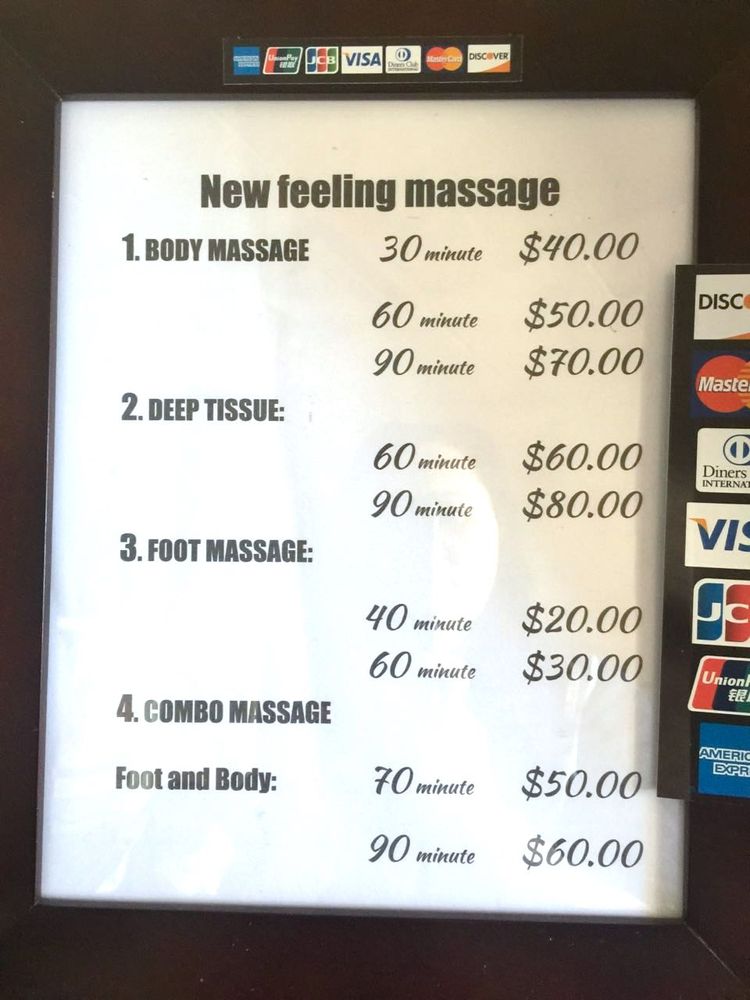 AMERICAN EXPRESS UnionPay 银联 JCB VISA Diners Club INTERNATIONAL MasterCard DISCOVER
New feeling massage
1. BODY MASSAGE 30 minute $40.00
60 minute $50.00
90 minute $70.00
2. DEEP TISSUE:
60 minute $60.00
90 minute $80.00
3. FOOT MASSAGE:
40 minute $20.00
60 minute $30.00
4. COMBO MASSAGE
Foot and Body: 70 minute $50.00
90 minute $60.00
DISCO
Maste
Diners
INTERNAT
VIS
JC
Union
银
AMERIC
EXPR